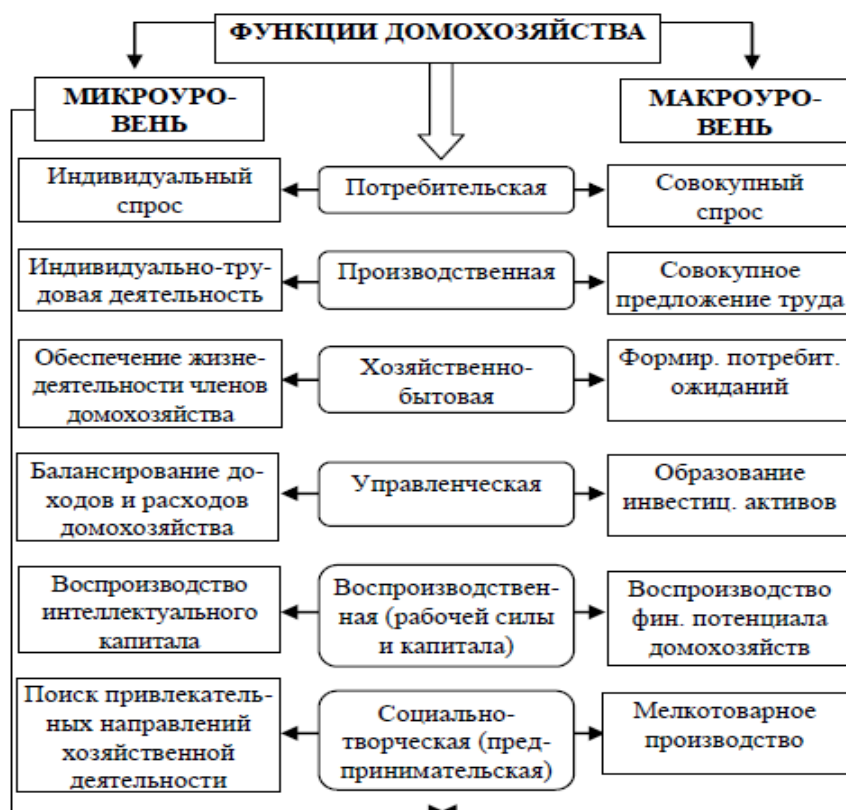 ФУНКЦИИ ДОМОХОЗЯЙСТВА
МИКРОУРО-
ВЕНЬ
МАКРОУРО-
ВЕНЬ
Индивидуальный
спрос
Потребительская
Совокупный
спрос
Индивидуально-тру-
довая деятельность
Производственная
Совокупное
предложение труда
Обеспечение жизне-
деятельности членов
домохозяйства
Хозяйственно-
бытовая
Формир. потребит.
ожиданий
Балансирование до-
ходов и расходов
домохозяйства
Управленческая
Образование
инвестиц. активов
Воспроизводство
интеллектуального
капитала
Воспроизводствен-
ная (рабочей силы
и капитала)
Воспроизводство
фин. потенциала
домохозяйств
Поиск привлекатель-
ных направлений
хозяйственной
деятельности
Социально-
творческая (пред-
принимательская)
Мелкотоварное
производство